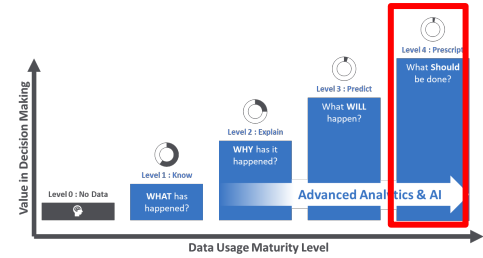 Level 4 : Prescript
What Should
be done?
Level 3 : Predict
What WILL
happen?
Level 2 : Explain
WHY has it
happened?
Level 1 : Know
WHAT has
happened?
Level 0 : No Data
Advanced Analytics & AI
Value in Decision Making
Data Usage Maturity Level